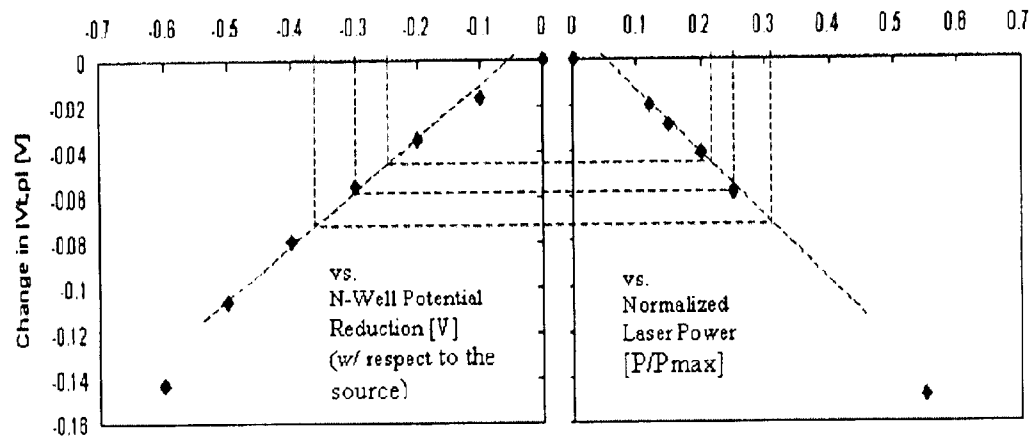 -0.7 -0.6 -0.5 -0.4 -0.3 -0.2 -0.1 0 0 0.1 0.2 0.3 0.4 0.5 0.6 0.7
0
-0.02
-0.04
-0.06
-0.08
-0.1
-0.12
-0.14
-0.18
Change in |Vtp| [V]
vs.
N-Well Potential
Reduction [V]
(w/ respect to the
source)
vs.
Normalized
Laser Power
[P/Pmax]